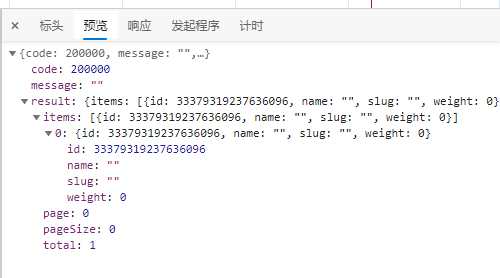 × 标头 预览 响应 发起程序 计时
▼{code: 200000, message: "",…}
code: 200000
message: ""
▼result: {items: [{id: 33379319237636096, name: "", slug: "", weight: 0}
▼items: [{id: 33379319237636096, name: "", slug: "", weight: 0}]
▼0: {id: 33379319237636096, name: "", slug: "", weight: 0}
id: 33379319237636096
name: ""
slug: ""
weight: 0
page: 0
pageSize: 0
total: 1